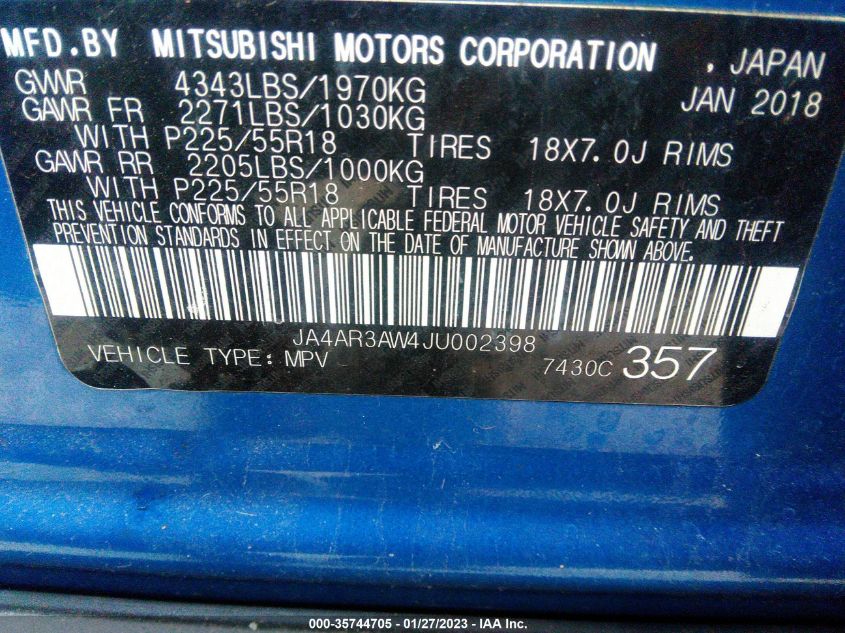 MFD.BY MITSUBISHI MOTORS CORPORATION , JAPAN
GVWR 4343LBS/1970KG JAN 2018
GAWR FR 2271LBS/1030KG
WITH P225/55R18 TIRES 18X7.0J RIMS
GAWR RR 2205LBS/1000KG
WITH P225/55R18 TIRES 18X7.0J RIMS
THIS VEHICLE CONFORMS TO ALL APPLICABLE FEDERAL MOTOR VEHICLE SAFETY AND THEFT
PREVENTION STANDARDS IN EFFECT ON THE DATE OF MANUFACTURE SHOWN ABOVE.
JA4AR3AW4JU002398
VEHICLE TYPE: MPV 7430C 357
000-35744705 — 01/27/2023 — © IAA Inc.